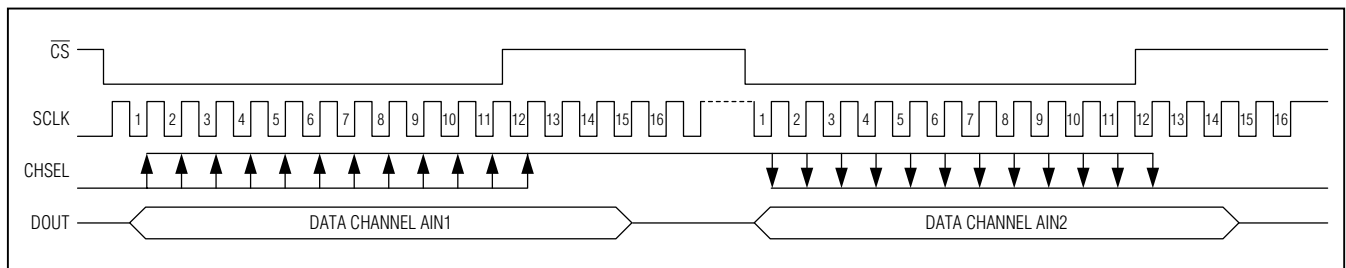 CS
SCLK 1 2 3 4 5 6 7 8 9 10 11 12 13 14 15 16 1 2 3 4 5 6 7 8 9 10 11 12 13 14 15 16
CHSEL
DOUT DATA CHANNEL AIN1 DATA CHANNEL AIN2